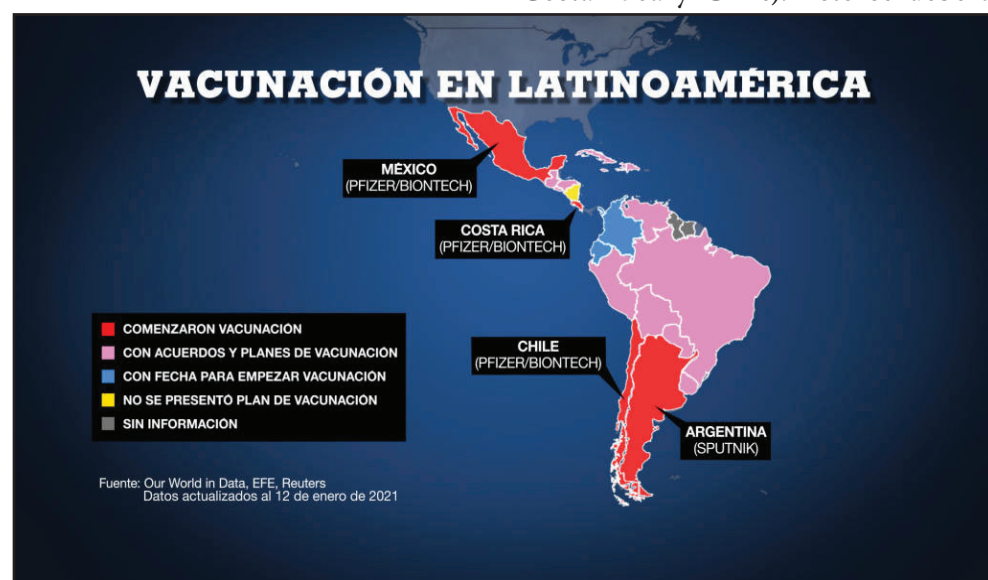 VACUNACIÓN EN LATINOAMÉRICA
MÉXICO
(PFIZER/BIONTECH)
COSTA RICA
(PFIZER/BIONTECH)
COMENZARON VACUNACIÓN
CON ACUERDOS Y PLANES DE VACUNACIÓN
CON FECHA PARA EMPEZAR VACUNACIÓN
NO SE PRESENTÓ PLAN DE VACUNACIÓN
SIN INFORMACIÓN
CHILE
(PFIZER/BIONTECH)
ARGENTINA
(SPUTNIK)
Fuente: Our World in Data, EFE, Reuters
Datos actualizados al 12 de enero de 2021